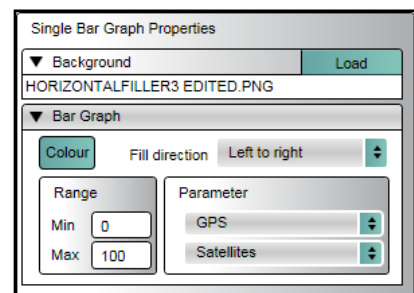 Single Bar Graph Properties
Background Load
HORIZONTALFILLER3 EDITED.PNG
Bar Graph
Colour Fill direction Left to right
Range Parameter
Min 0 GPS
Max 100 Satellites